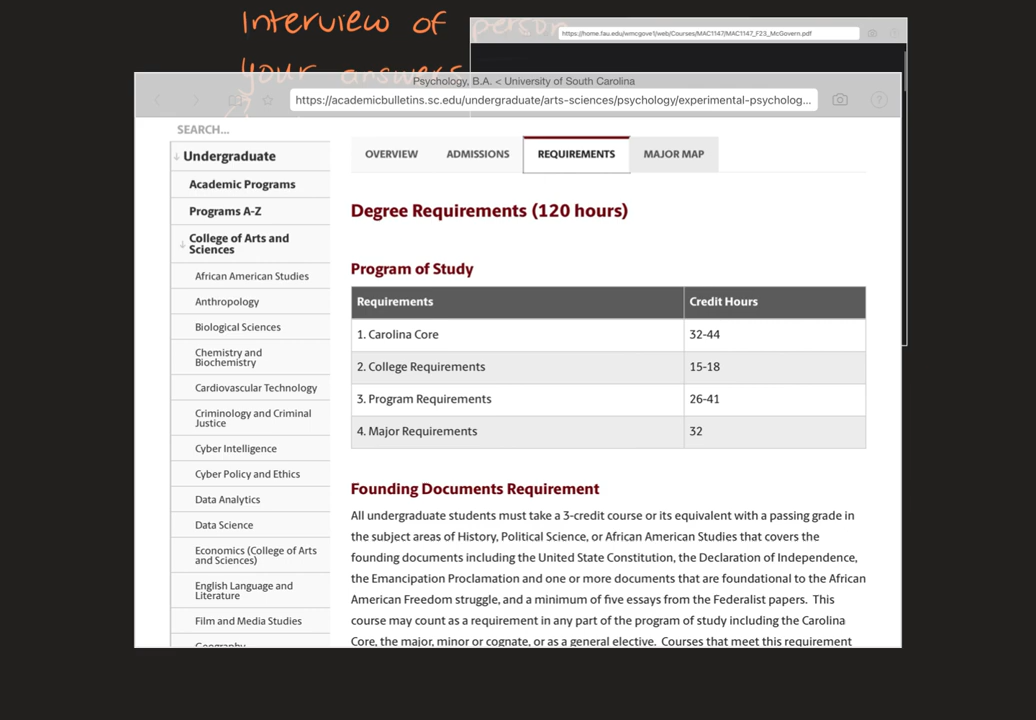 Interview of person
https://home.fau.edu/wmcgove1/web/Courses/MAC1147/MAC1147_F23_McGovern.pdf
your answers
Psychology, B.A. < University of South Carolina
https://academicbulletins.sc.edu/undergraduate/arts-sciences/psychology/experimental-psycholog...
SEARCH...
Undergraduate
Academic Programs
Programs A-Z
College of Arts and
Sciences
African American Studies
Anthropology
Biological Sciences
Chemistry and
Biochemistry
Cardiovascular Technology
Criminology and Criminal
Justice
Cyber Intelligence
Cyber Policy and Ethics
Data Analytics
Data Science
Economics (College of Arts
and Sciences)
English Language and
Literature
Film and Media Studies
Geography
OVERVIEW ADMISSIONS REQUIREMENTS MAJOR MAP
Degree Requirements (120 hours)
Program of Study
Requirements Credit Hours
1. Carolina Core 32-44
2. College Requirements 15-18
3. Program Requirements 26-41
4. Major Requirements 32
Founding Documents Requirement
All undergraduate students must take a 3-credit course or its equivalent with a passing grade in
the subject areas of History, Political Science, or African American Studies that covers the
founding documents including the United State Constitution, the Declaration of Independence,
the Emancipation Proclamation and one or more documents that are foundational to the African
American Freedom struggle, and a minimum of five essays from the Federalist papers. This
course may count as a requirement in any part of the program of study including the Carolina
Core, the major, minor or cognate, or as a general elective. Courses that meet this requirement